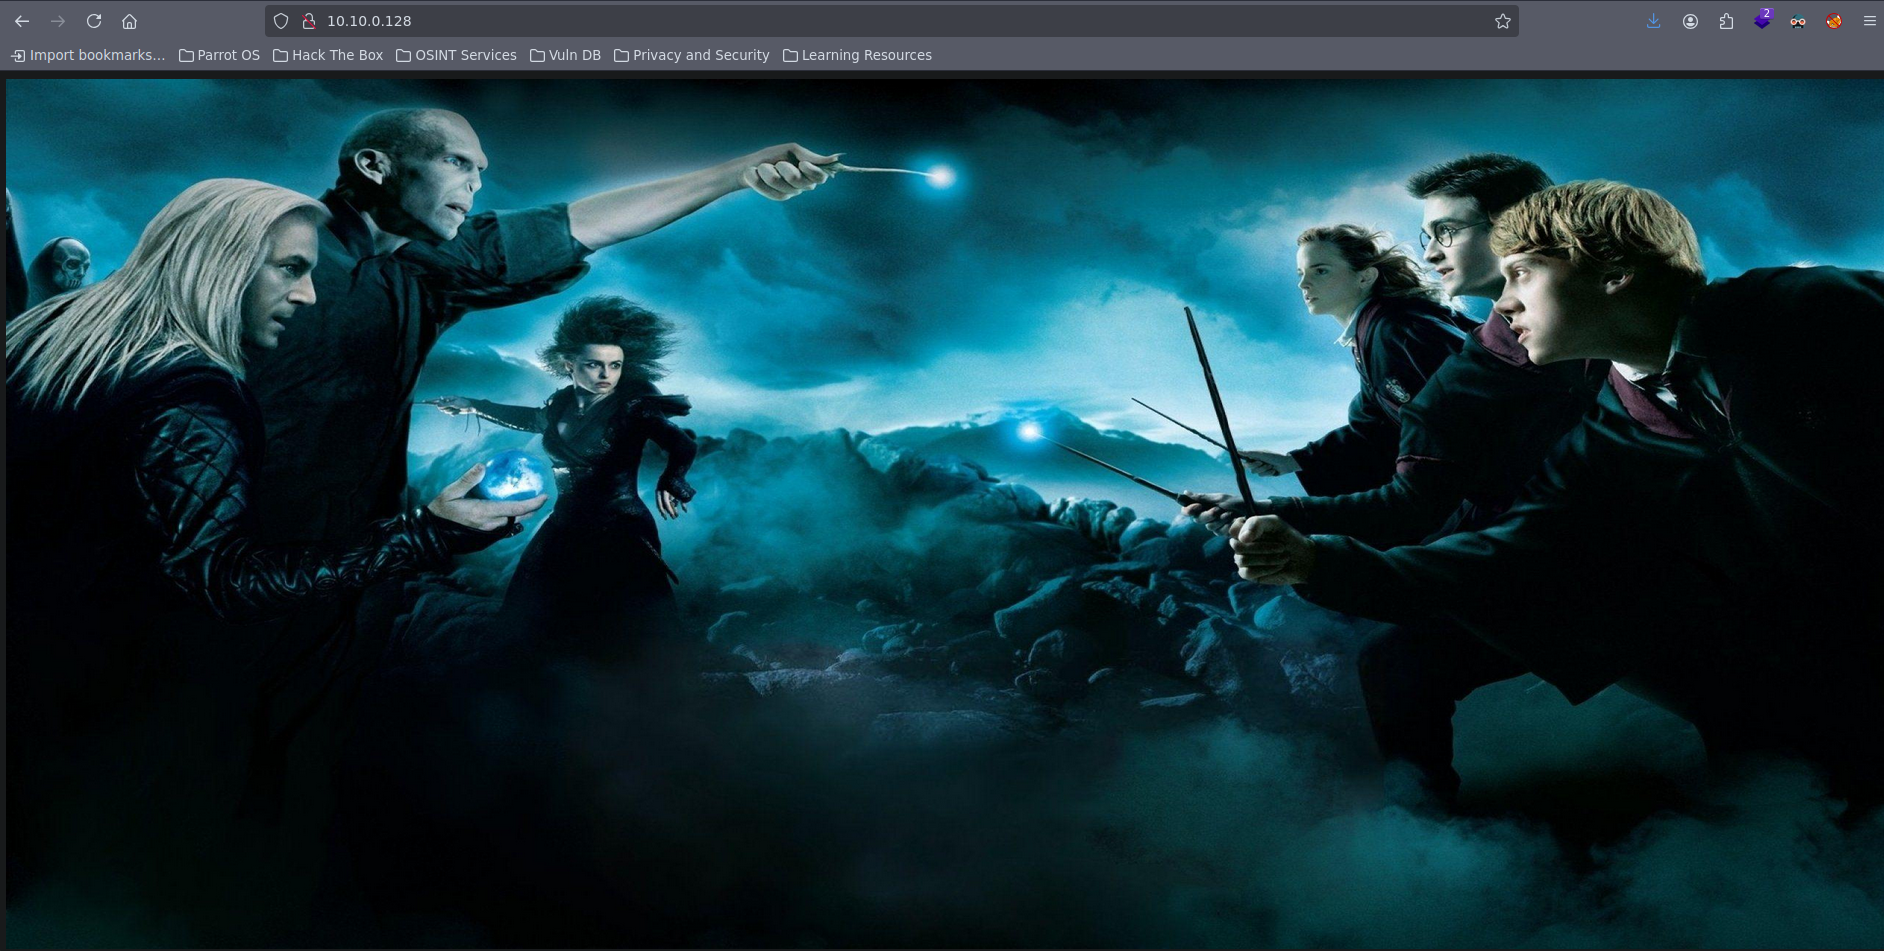 10.10.0.128
2
Import bookmarks... Parrot OS Hack The Box OSINT Services Vuln DB Privacy and Security Learning Resources